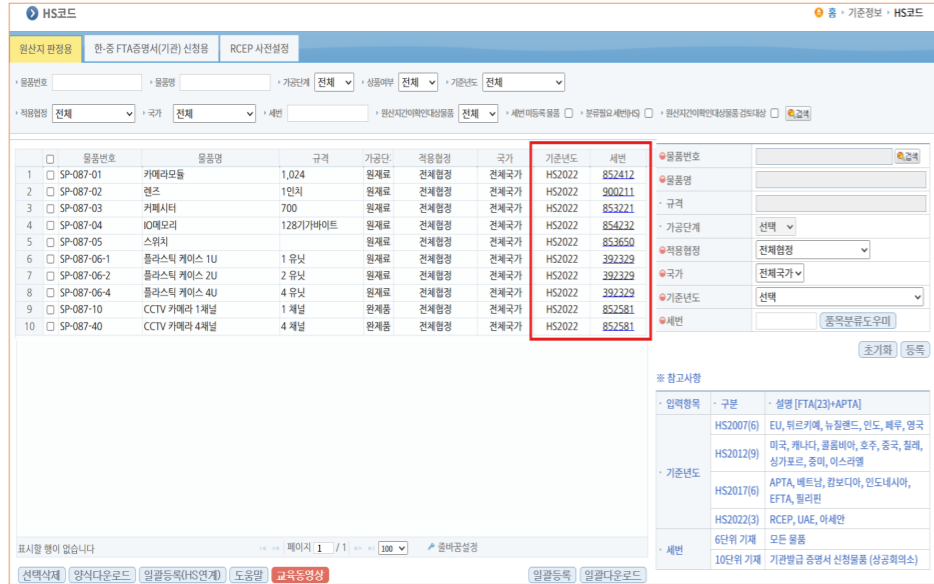 HS코드
홈 › 기준정보 › HS코드
원산지 판정용 한·중 FTA증명서(기관) 신청용 RCEP 사전설정
물품번호 물품명 가공단계 전체 상품여부 전체 기준년도 전체
적용협정 전체 국가 전체 세번 원산지간이확인대상물품 전체 세번 미등록 물품 분류필요세번(HS) 원산지간이확인대상물품 검토대상 검색
물품번호 물품명 규격 가공단. 적용협정 국가 기준년도 세번
1 SP-087-01 카메라모듈 1,024 원재료 전체협정 전체국가 HS2022 852412
2 SP-087-02 렌즈 1인치 원재료 전체협정 전체국가 HS2022 900211
3 SP-087-03 커페시터 700 원재료 전체협정 전체국가 HS2022 853221
4 SP-087-04 IO메모리 128기가바이트 원재료 전체협정 전체국가 HS2022 854232
5 SP-087-05 스위치 원재료 전체협정 전체국가 HS2022 853650
6 SP-087-06-1 플라스틱 케이스 1U 1 유닛 원재료 전체협정 전체국가 HS2022 392329
7 SP-087-06-2 플라스틱 케이스 2U 2 유닛 원재료 전체협정 전체국가 HS2022 392329
8 SP-087-06-4 플라스틱 케이스 4U 4 유닛 원재료 전체협정 전체국가 HS2022 392329
9 SP-087-10 CCTV 카메라 1채널 1 채널 완제품 전체협정 전체국가 HS2022 852581
10 SP-087-40 CCTV 카메라 4채널 4 채널 완제품 전체협정 전체국가 HS2022 852581
표시할 행이 없습니다 페이지 1 / 1 100 줄바꿈설정
선택삭제 양식다운로드 일괄등록(HS연계) 도움말 교육동영상 일괄등록 일괄다운로드
물품번호 검색
물품명
규격
가공단계 선택
적용협정 전체협정
국가 전체국가
기준년도 선택
세번 품목분류도우미
초기화 등록
※ 참고사항
입력항목 구분 설명 [FTA(23)+APTA]
기준년도
HS2007(6) EU, 튀르키예, 뉴질랜드, 인도, 페루, 영국
HS2012(9) 미국, 캐나다, 콜롬비아, 호주, 중국, 칠레,
싱가포르, 중미, 이스라엘
HS2017(6) APTA, 베트남, 캄보디아, 인도네시아,
EFTA, 필리핀
HS2022(3) RCEP, UAE, 아세안
세번
6단위 기재 모든 물품
10단위 기재 기관발급 증명서 신청물품 (상공회의소)